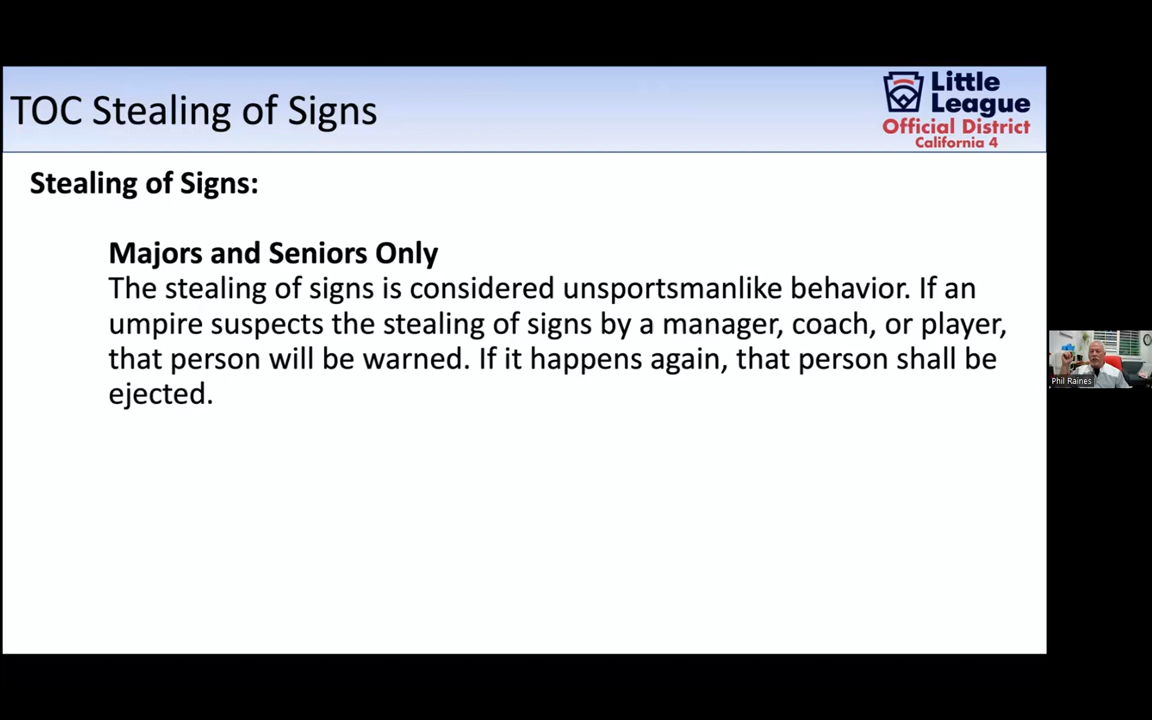 TOC Stealing of Signs
Little
League
Official District
California 4
Stealing of Signs:
Majors and Seniors Only
The stealing of signs is considered unsportsmanlike behavior. If an
umpire suspects the stealing of signs by a manager, coach, or player,
that person will be warned. If it happens again, that person shall be
ejected.
Phil Raines